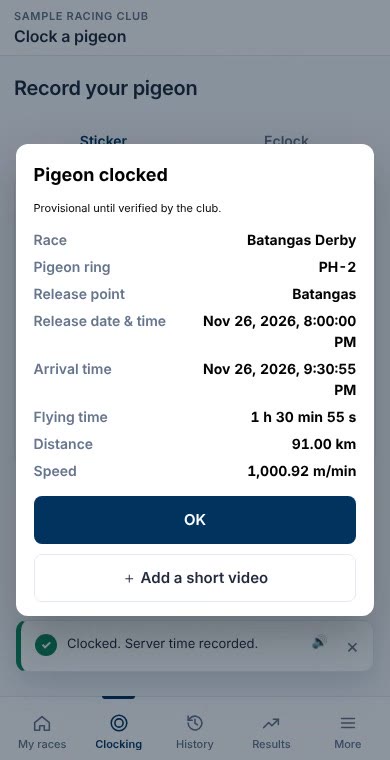 SAMPLE RACING CLUB
Clock a pigeon
Record your pigeon
Sticker Eclock
Pigeon clocked
Provisional until verified by the club.
Race Batangas Derby
Pigeon ring PH-2
Release point Batangas
Release date & time Nov 26, 2026, 8:00:00
PM
Arrival time Nov 26, 2026, 9:30:55
PM
Flying time 1 h 30 min 55 s
Distance 91.00 km
Speed 1,000.92 m/min
OK
+ Add a short video
Clocked. Server time recorded.
My races Clocking History Results More